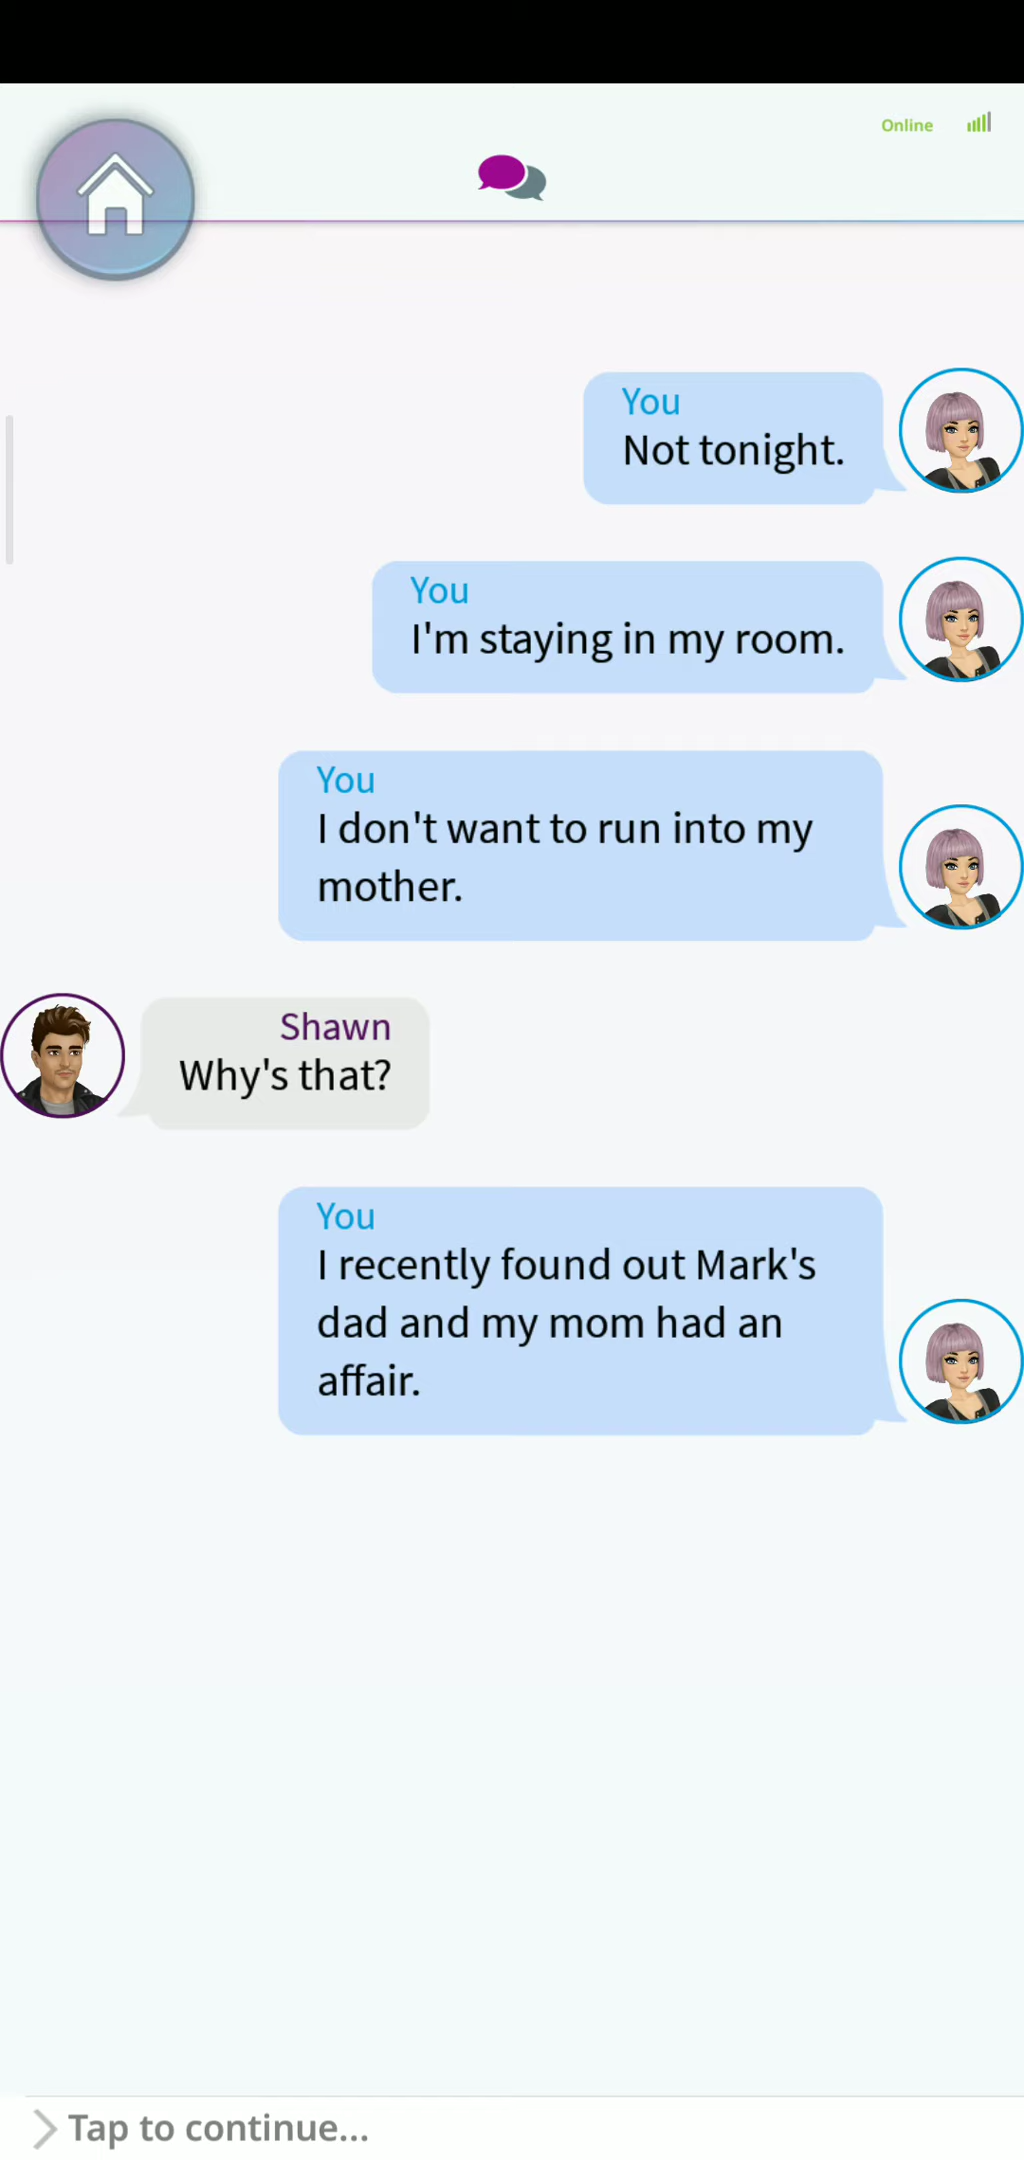 Online
You
Not tonight.
You
I'm staying in my room.
You
I don't want to run into my
mother.
Shawn
Why's that?
You
I recently found out Mark's
dad and my mom had an
affair.
Tap to continue...